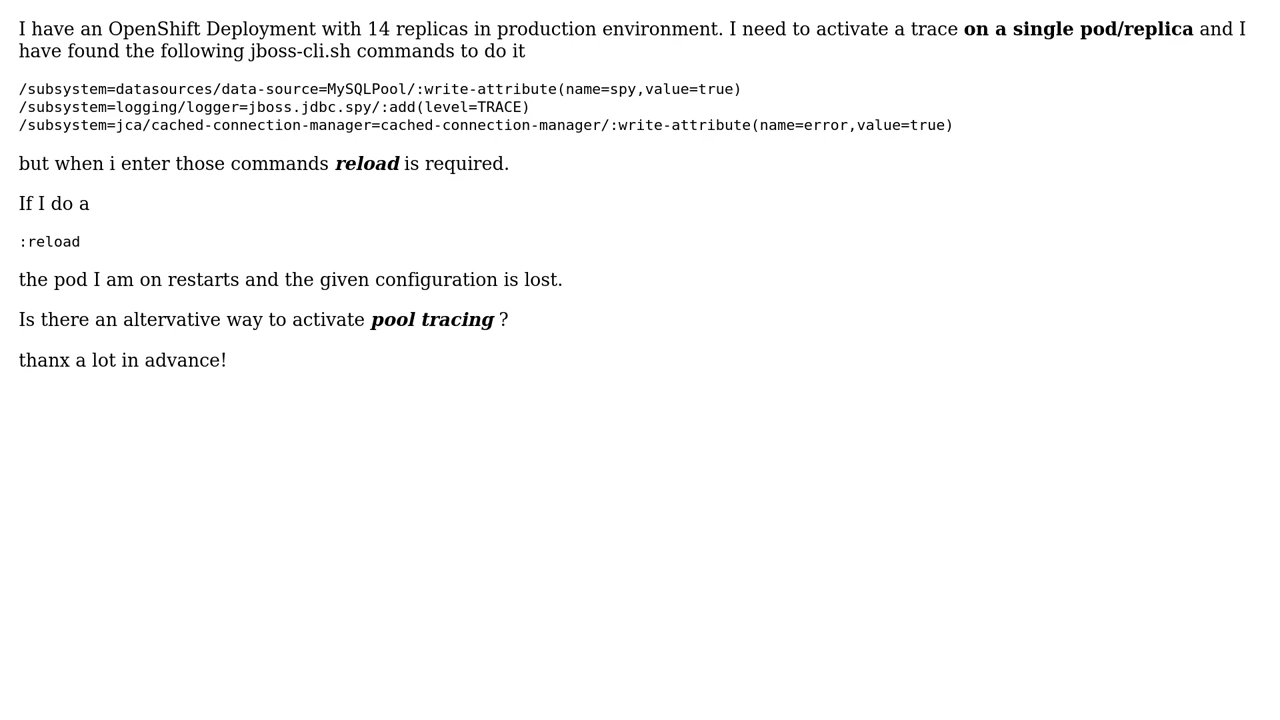 I have an OpenShift Deployment with 14 replicas in production environment. I need to activate a trace on a single pod/replica and I
have found the following jboss-cli.sh commands to do it
/subsystem=datasources/data-source=MySQLPool/:write-attribute(name=spy,value=true)
/subsystem=logging/logger=jboss.jdbc.spy/:add(level=TRACE)
/subsystem=jca/cached-connection-manager=cached-connection-manager/:write-attribute(name=error,value=true)
but when i enter those commands reload is required.
If I do a
:reload
the pod I am on restarts and the given configuration is lost.
Is there an altervative way to activate pool tracing ?
thanx a lot in advance!